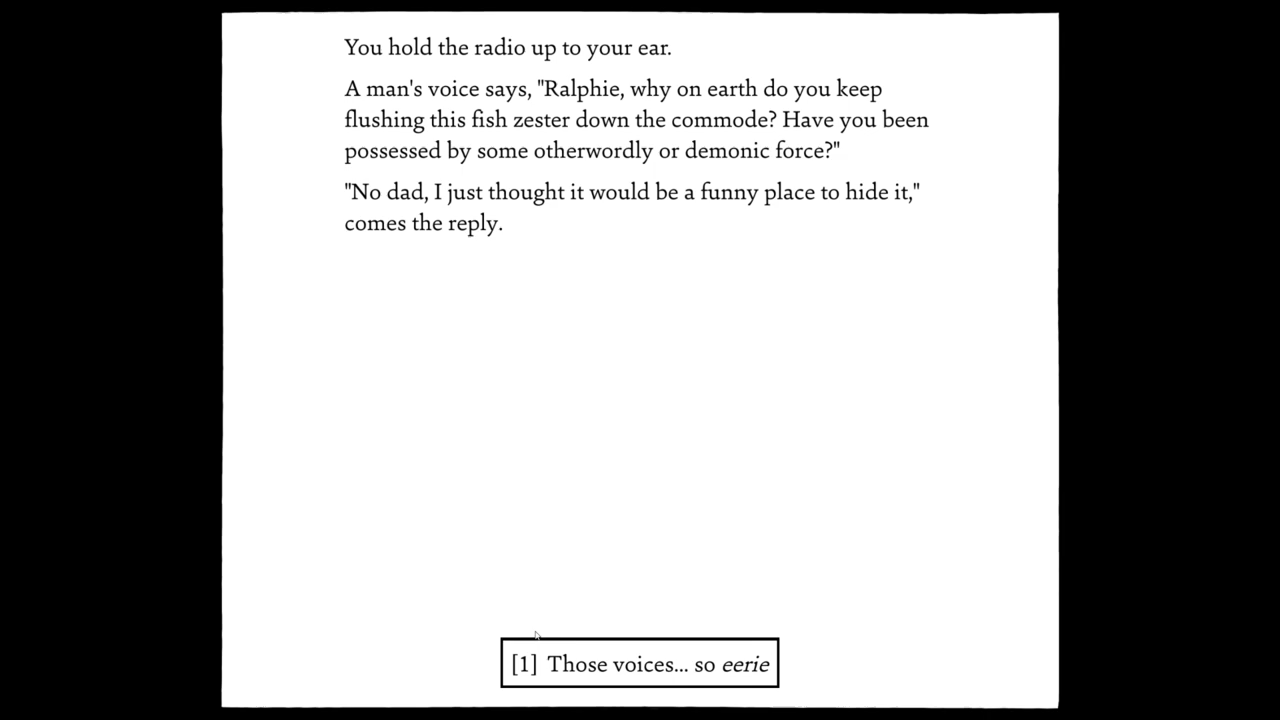 You hold the radio up to your ear.
A man's voice says, "Ralphie, why on earth do you keep
flushing this fish zester down the commode? Have you been
possessed by some otherwordly or demonic force?"
"No dad, I just thought it would be a funny place to hide it,"
comes the reply.
[1] Those voices... so eerie